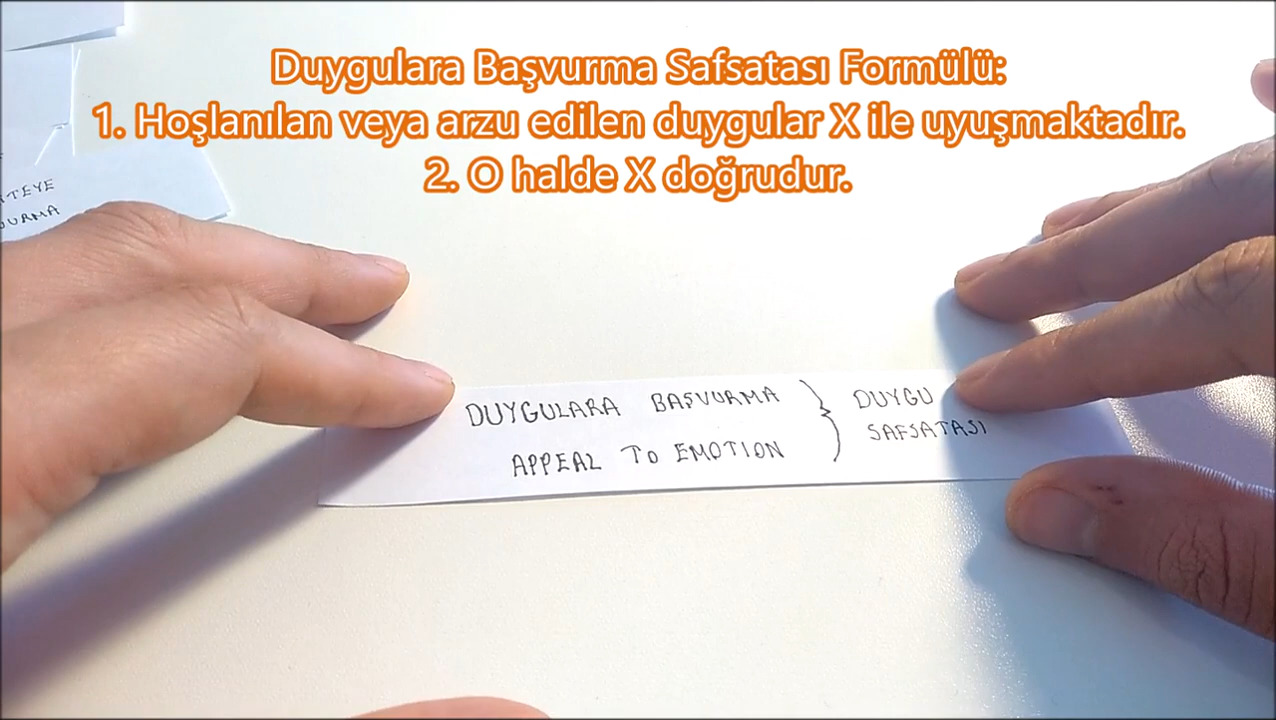 Duygulara Başvurma Safsatası Formülü:
1. Hoşlanılan veya arzu edilen duygular X ile uyuşmaktadır.
2. O halde X doğrudur.
DUYGULARA BAŞVURMA
APPEAL TO EMOTION
DUYGU
SAFSATASI